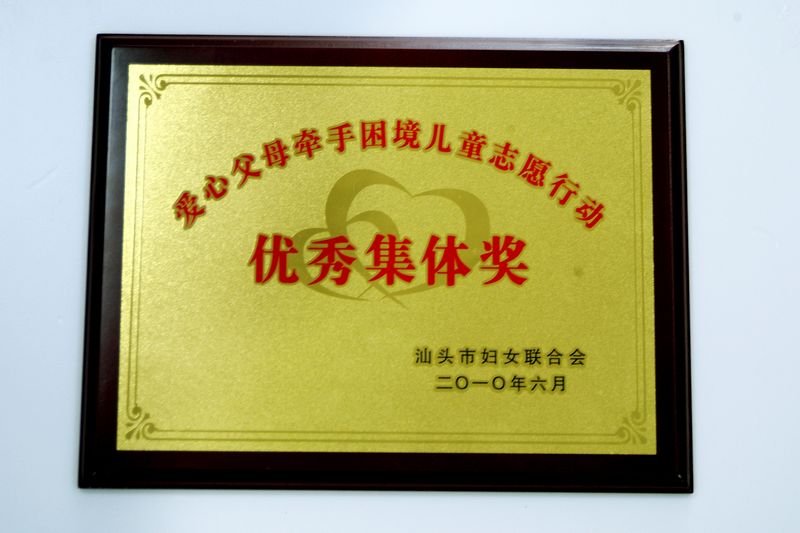 爱心父母牵手困境儿童志愿行动
优秀集体奖
汕头市妇女联合会
二〇一〇年六月